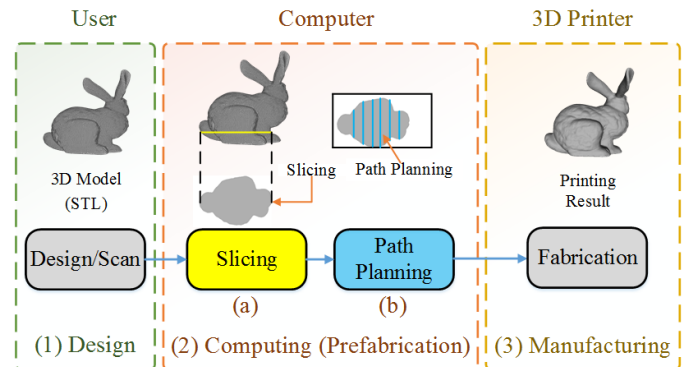 User
Computer
3D Printer
3D Model
(STL)
Slicing
Path Planning
Printing
Result
Design/Scan
Slicing
Path
Planning
Fabrication
(a)
(b)
(1) Design
(2) Computing (Prefabrication)
(3) Manufacturing